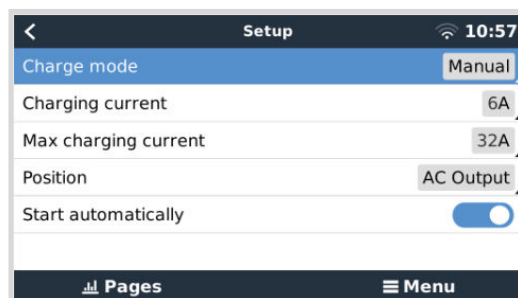 Setup 10:57
Charge mode Manual
Charging current 6A
Max charging current 32A
Position AC Output
Start automatically
Pages Menu